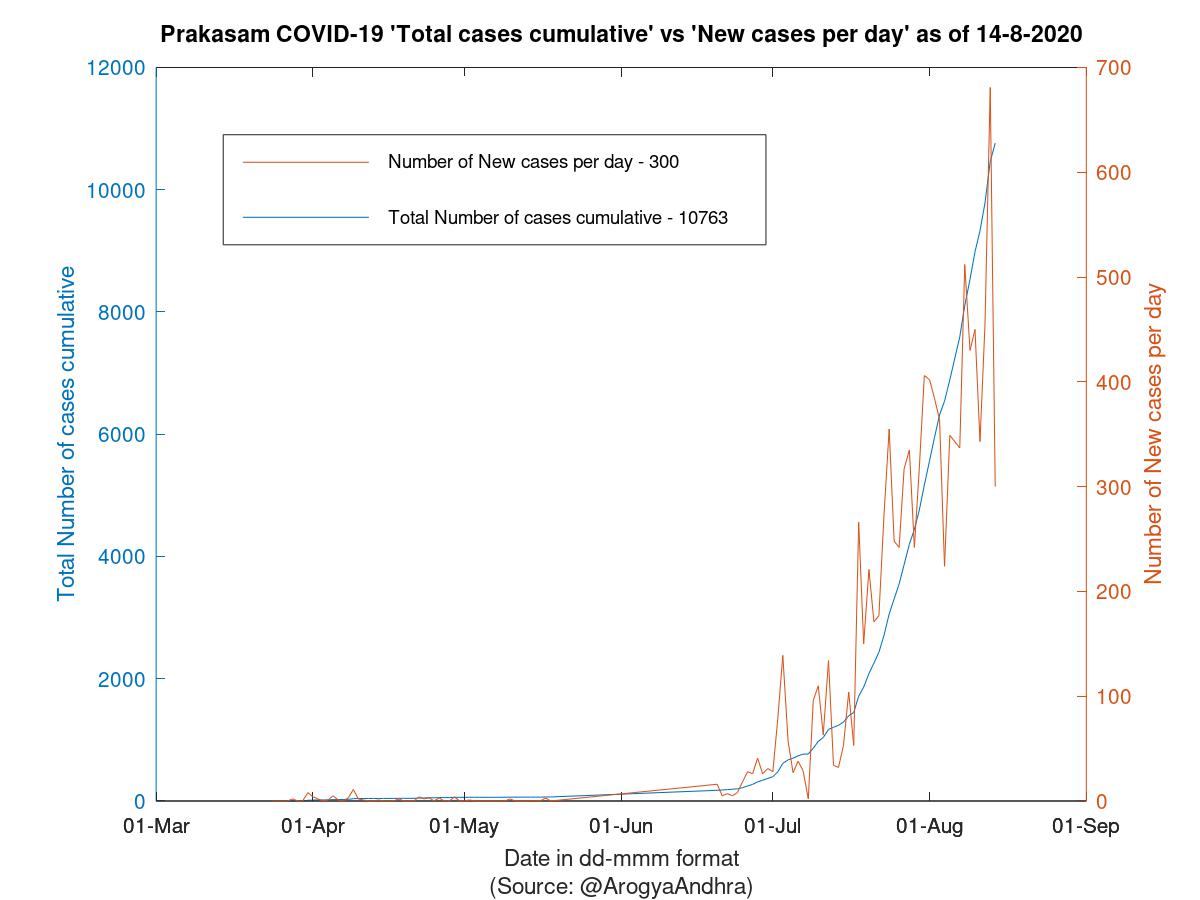 Prakasam COVID-19 'Total cases cumulative' vs 'New cases per day' as of 14-8-2020
12000
10000
8000
6000
4000
2000
0
Total Number of cases cumulative
Number of New cases per day - 300
Total Number of cases cumulative - 10763
700
600
500
400
300
200
100
0
Number of New cases per day
01-Mar 01-Apr 01-May 01-Jun 01-Jul 01-Aug 01-Sep
Date in dd-mmm format
(Source: @ArogyaAndhra)